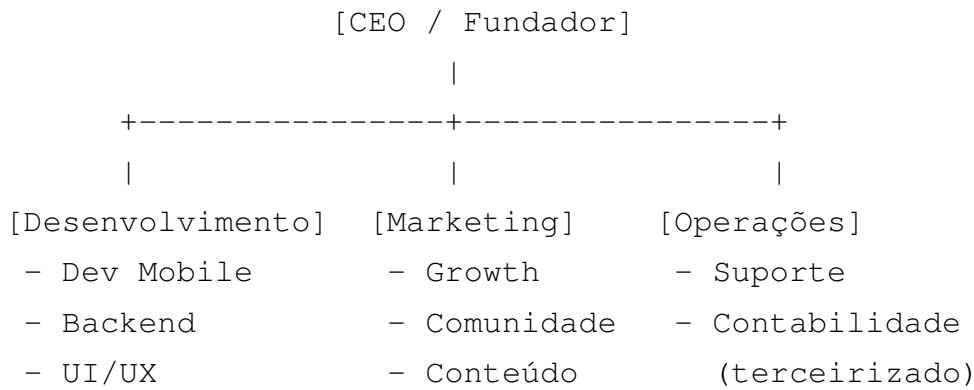 [CEO / Fundador]
|
+----------------+----------------+
| | |
[Desenvolvimento] [Marketing] [Operações]
- Dev Mobile - Growth - Suporte
- Backend - Comunidade - Contabilidade
- UI/UX - Conteúdo (terceirizado)